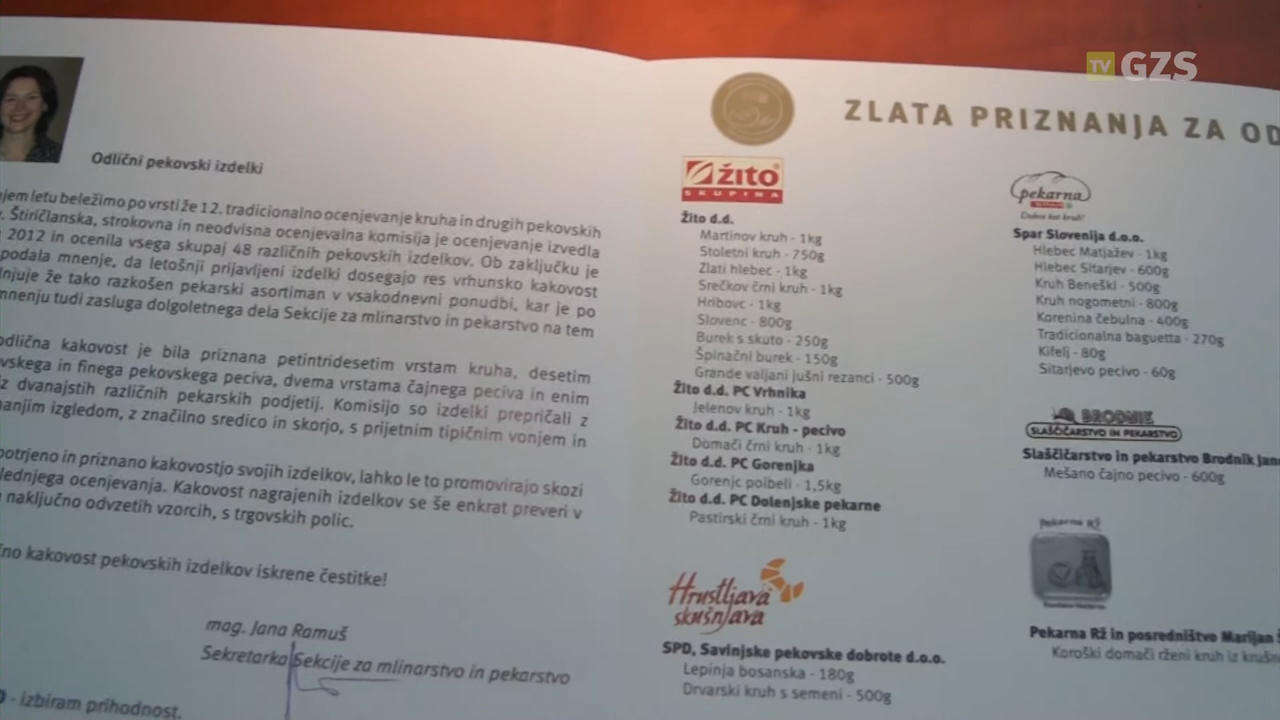 TV GZS
Odlični pekovski izdelki
letu beležimo po vrsti že 12. tradicionalno ocenjevanje kruha in drugih pekovskih
Štiričlanska, strokovna in neodvisna ocenjevalna komisija je ocenjevanje izvedla
2012 in ocenila vsega skupaj 48 različnih pekovskih izdelkov. Ob zaključku je
podala mnenje, da letošnji prijavljeni izdelki dosegajo res vrhunsko kakovost
že tako razkošen pekarski asortiman v vsakodnevni ponudbi, kar je po
mnenju tudi zasluga dolgoletnega dela Sekcije za mlinarstvo in pekarstvo na tem
odlična kakovost je bila priznana petintridesetim vrstam kruha, desetim
in finega pekovskega peciva, dvema vrstama čajnega peciva in enim
iz dvanajstih različnih pekarskih podjetij. Komisijo so izdelki prepričali z
izgledom, z značilno sredico in skorjo, s prijetnim tipičnim vonjem in
potrjeno in priznano kakovostjo svojih izdelkov, lahko le to promovirajo skozi
ocenjevanja. Kakovost nagrajenih izdelkov se še enkrat preveri v
naključno odvzetih vzorcih, s trgovskih polic.
kakovost pekovskih izdelkov iskrene čestitke!
mag. Jana Ramuš
Sekretarka Sekcije za mlinarstvo in pekarstvo
- izbiram prihodnost.
ZLATA PRIZNANJA ZA OD
žito
SKUPINA
Žito d.d.
Martinov kruh - 1kg
Stoletni kruh - 750g
Zlati hlebec - 1kg
Srečkov črni kruh - 1kg
Hribovc - 1kg
Slovenc - 800g
Burek s skuto - 250g
Špinačni burek - 150g
Grande valjani jušni rezanci - 500g
Žito d.d. PC Vrhnika
Jelenov kruh - 1kg
Žito d.d. PC Kruh - pecivo
Domači črni kruh - 1kg
Žito d.d. PC Gorenjka
Gorenjc polbeli - 1,5kg
Žito d.d. PC Dolenjske pekarne
Pastirski črni kruh - 1kg
Hrustljava
skušnjava
SPD, Savinjske pekovske dobrote d.o.o.
Lepinja bosanska - 180g
Drvarski kruh s semeni - 500g
pekarna
Dober kot kruh!
Spar Slovenija d.o.o.
Hlebec Matjažev - 1kg
Hlebec Sitarjev - 600g
Kruh Beneški - 500g
Kruh nogometni - 800g
Korenina čebulna - 400g
Tradicionalna baguetta - 270g
Kifelj - 80g
Sitarjevo pecivo - 60g
BRODNIK
SLAŠČIČARSTVO IN PEKARSTVO
Slaščičarstvo in pekarstvo Brodnik Jan
Mešano čajno pecivo - 600g
Pekarna Rž
Pekarna Rž in posredništvo Marijan
Koroški domači rženi kruh iz krušn